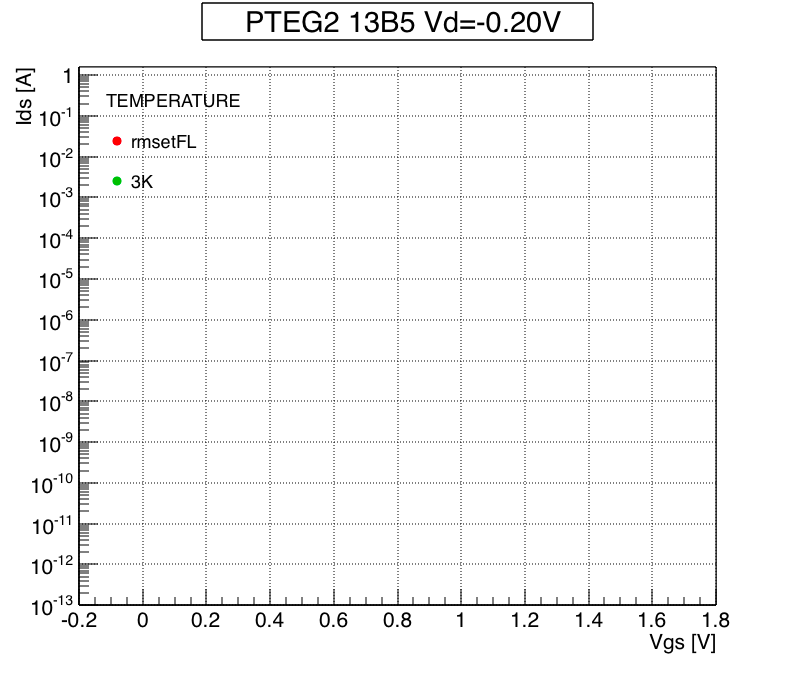 PTEG2 13B5 Vd=-0.20V
Ids [A]
TEMPERATURE
rmsetFL
3K
1
10⁻¹
10⁻²
10⁻³
10⁻⁴
10⁻⁵
10⁻⁶
10⁻⁷
10⁻⁸
10⁻⁹
10⁻¹⁰
10⁻¹¹
10⁻¹²
10⁻¹³
-0.2 0 0.2 0.4 0.6 0.8 1 1.2 1.4 1.6 1.8
Vgs [V]